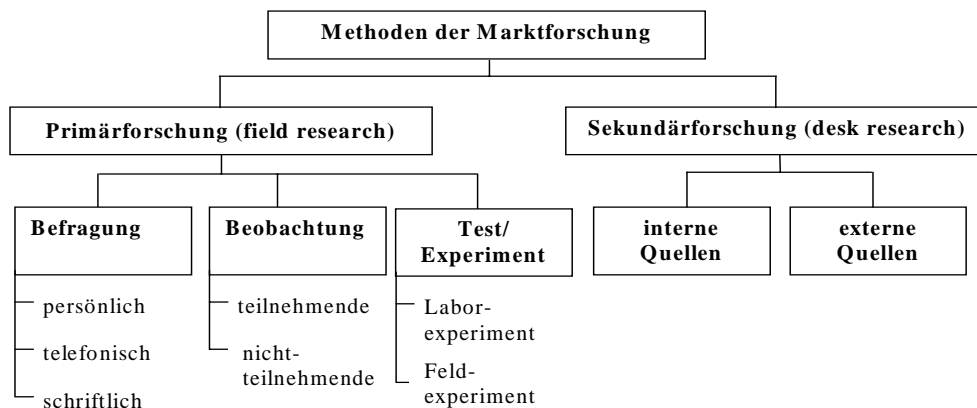 Methoden der Marktforschung
Primärforschung (field research)
Sekundärforschung (desk research)
Befragung
persönlich
telefonisch
schriftlich
Beobachtung
teilnehmende
nicht-
teilnehmende
Test/
Experiment
Labor-
experiment
Feld-
experiment
interne
Quellen
externe
Quellen